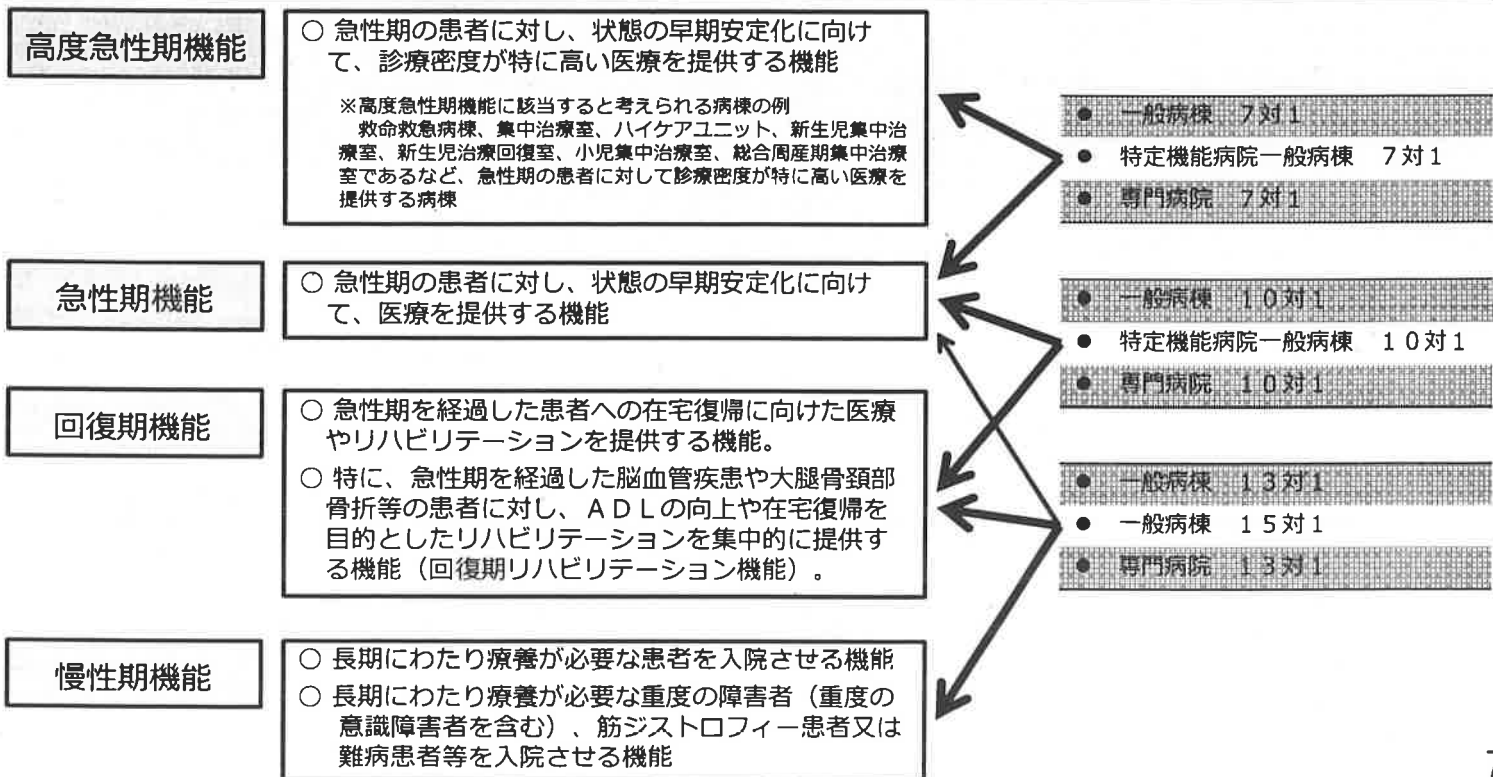 高度急性期機能
○ 急性期の患者に対し、状態の早期安定化に向け
て、診療密度が特に高い医療を提供する機能
※高度急性期機能に該当すると考えられる病棟の例
救命救急病棟、集中治療室、ハイケアユニット、新生児集中治
療室、新生児治療回復室、小児集中治療室、総合周産期集中治療
室であるなど、急性期の患者に対して診療密度が特に高い医療を
提供する病棟
● 一般病棟 7対1
● 特定機能病院一般病棟 7対1
● 専門病院 7対1
急性期機能
○ 急性期の患者に対し、状態の早期安定化に向け
て、医療を提供する機能
● 一般病棟 10対1
● 特定機能病院一般病棟 10対1
● 専門病院 10対1
回復期機能
○ 急性期を経過した患者への在宅復帰に向けた医療
やリハビリテーションを提供する機能。
○ 特に、急性期を経過した脳血管疾患や大腿骨頚部
骨折等の患者に対し、ADLの向上や在宅復帰を
目的としたリハビリテーションを集中的に提供す
る機能（回復期リハビリテーション機能）。
● 一般病棟 13対1
● 一般病棟 15対1
● 専門病院 13対1
慢性期機能
○ 長期にわたり療養が必要な患者を入院させる機能
○ 長期にわたり療養が必要な重度の障害者（重度の
意識障害者を含む）、筋ジストロフィー患者又は
難病患者等を入院させる機能